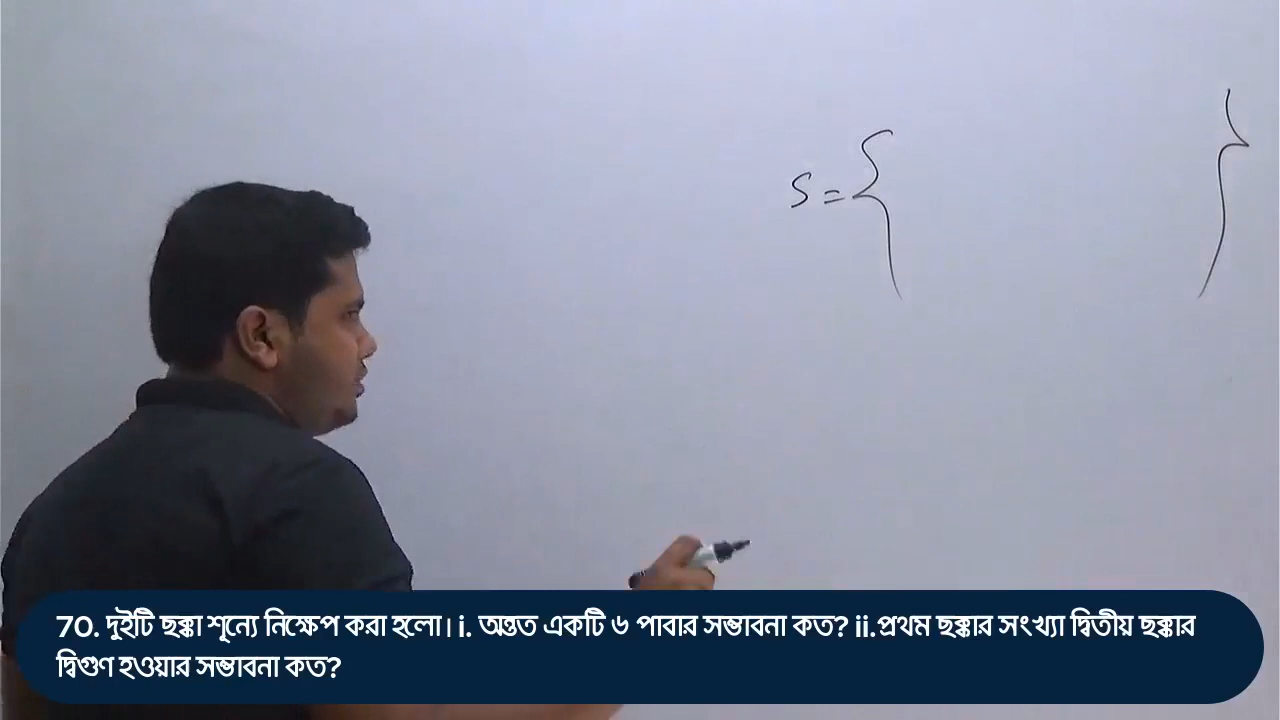 S = { }
70. দুইটি ছক্কা শূন্যে নিক্ষেপ করা হলো। i. অন্তত একটি ৬ পাবার সম্ভাবনা কত? ii.প্রথম ছক্কার সংখ্যা দ্বিতীয় ছক্কার
দ্বিগুণ হওয়ার সম্ভাবনা কত?